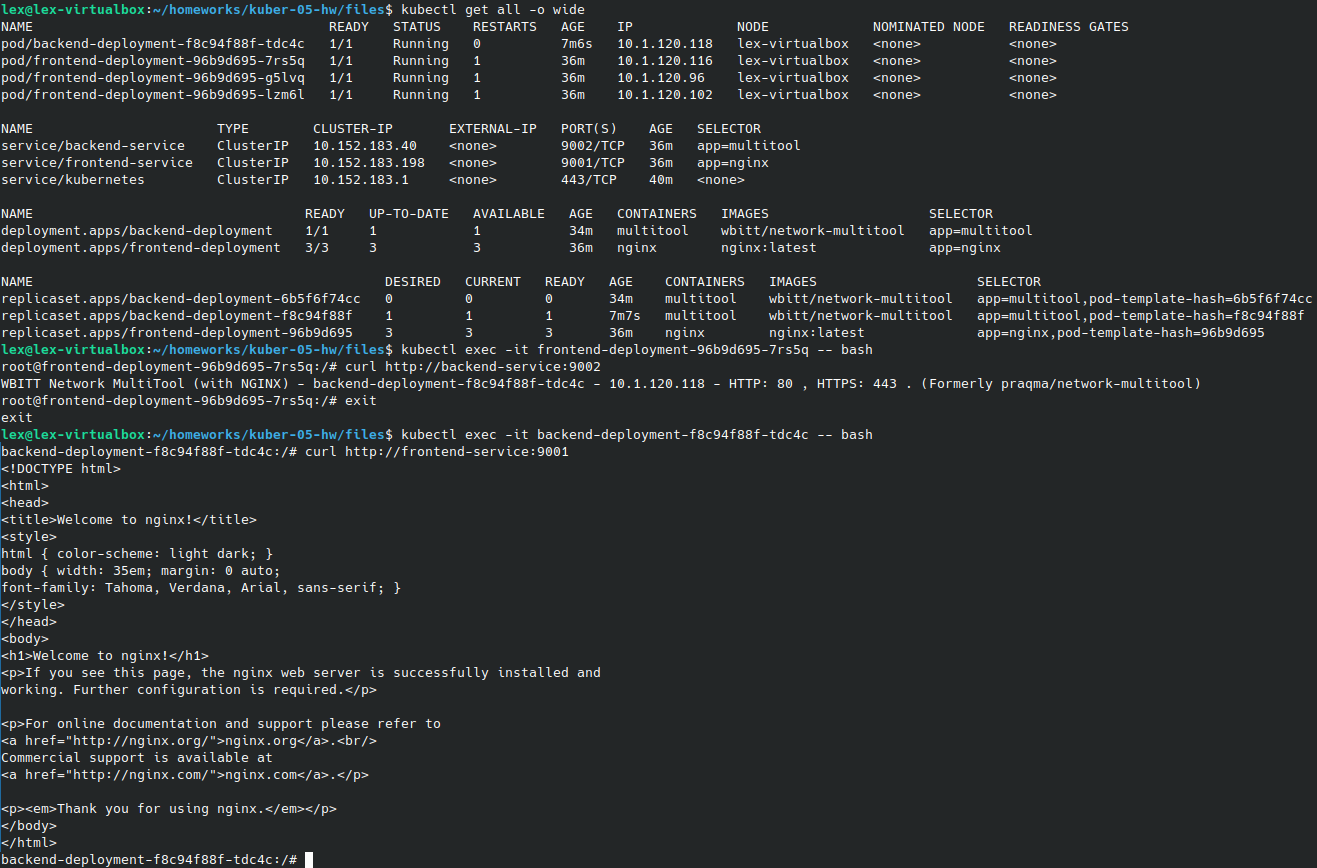 lex@lex-virtualbox:~/homeworks/kuber-05-hw/files$ kubectl get all -o wide
NAME READY STATUS RESTARTS AGE IP NODE NOMINATED NODE READINESS GATES
pod/backend-deployment-f8c94f88f-tdc4c 1/1 Running 0 7m6s 10.1.120.118 lex-virtualbox <none> <none>
pod/frontend-deployment-96b9d695-7rs5q 1/1 Running 1 36m 10.1.120.116 lex-virtualbox <none> <none>
pod/frontend-deployment-96b9d695-g5lvq 1/1 Running 1 36m 10.1.120.96 lex-virtualbox <none> <none>
pod/frontend-deployment-96b9d695-lzm6l 1/1 Running 1 36m 10.1.120.102 lex-virtualbox <none> <none>
NAME TYPE CLUSTER-IP EXTERNAL-IP PORT(S) AGE SELECTOR
service/backend-service ClusterIP 10.152.183.40 <none> 9002/TCP 36m app=multitool
service/frontend-service ClusterIP 10.152.183.198 <none> 9001/TCP 36m app=nginx
service/kubernetes ClusterIP 10.152.183.1 <none> 443/TCP 40m <none>
NAME READY UP-TO-DATE AVAILABLE AGE CONTAINERS IMAGES SELECTOR
deployment.apps/backend-deployment 1/1 1 1 34m multitool wbitt/network-multitool app=multitool
deployment.apps/frontend-deployment 3/3 3 3 36m nginx nginx:latest app=nginx
NAME DESIRED CURRENT READY AGE CONTAINERS IMAGES SELECTOR
replicaset.apps/backend-deployment-6b5f6f74cc 0 0 0 34m multitool wbitt/network-multitool app=multitool,pod-template-hash=6b5f6f74cc
replicaset.apps/backend-deployment-f8c94f88f 1 1 1 7m7s multitool wbitt/network-multitool app=multitool,pod-template-hash=f8c94f88f
replicaset.apps/frontend-deployment-96b9d695 3 3 3 36m nginx nginx:latest app=nginx,pod-template-hash=96b9d695
lex@lex-virtualbox:~/homeworks/kuber-05-hw/files$ kubectl exec -it frontend-deployment-96b9d695-7rs5q -- bash
root@frontend-deployment-96b9d695-7rs5q:/# curl http://backend-service:9002
WBITT Network MultiTool (with NGINX) - backend-deployment-f8c94f88f-tdc4c - 10.1.120.118 - HTTP: 80 , HTTPS: 443 . (Formerly praqma/network-multitool)
root@frontend-deployment-96b9d695-7rs5q:/# exit
exit
lex@lex-virtualbox:~/homeworks/kuber-05-hw/files$ kubectl exec -it backend-deployment-f8c94f88f-tdc4c -- bash
backend-deployment-f8c94f88f-tdc4c:/# curl http://frontend-service:9001
<!DOCTYPE html>
<html>
<head>
<title>Welcome to nginx!</title>
<style>
html { color-scheme: light dark; }
body { width: 35em; margin: 0 auto;
font-family: Tahoma, Verdana, Arial, sans-serif; }
</style>
</head>
<body>
<h1>Welcome to nginx!</h1>
<p>If you see this page, the nginx web server is successfully installed and
working. Further configuration is required.</p>
<p>For online documentation and support please refer to
<a href="http://nginx.org/">nginx.org</a>.<br/>
Commercial support is available at
<a href="http://nginx.com/">nginx.com</a>.</p>
<p><em>Thank you for using nginx.</em></p>
</body>
</html>
backend-deployment-f8c94f88f-tdc4c:/#